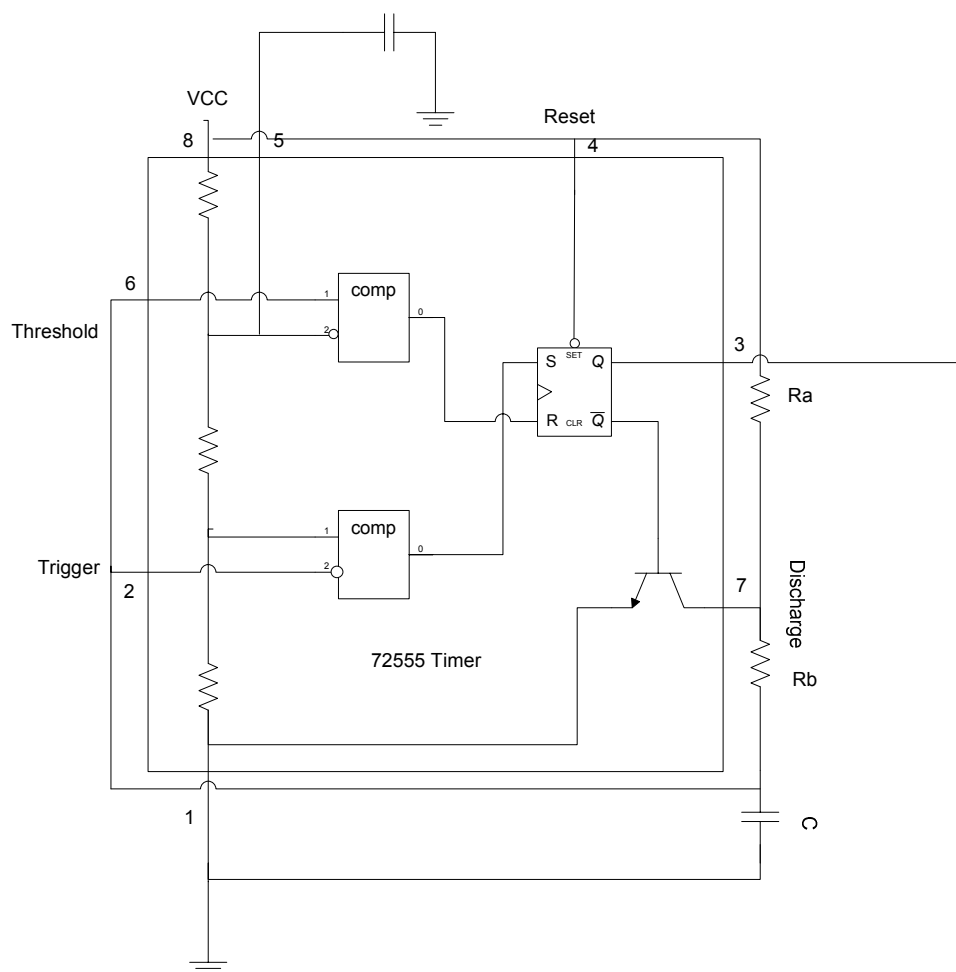 VCC
Reset
8
5
4
6
1
comp
0
Threshold
2
SET
S
Q
3
Ra
R
CLR
Q
1
comp
0
Trigger
2
2
7
Discharge
72555 Timer
Rb
1
C